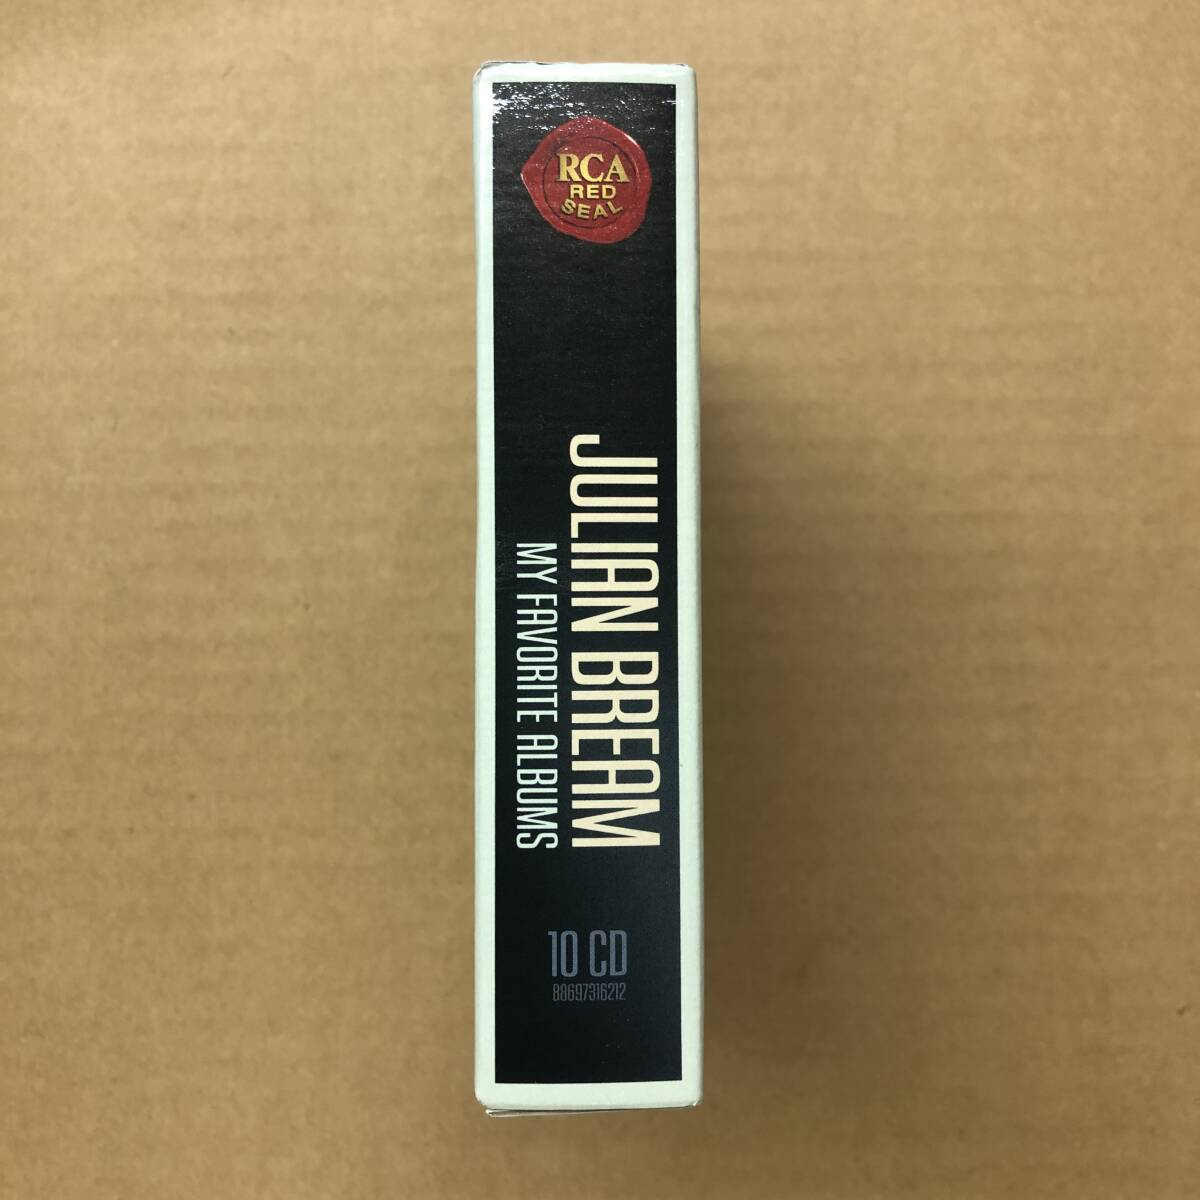 RCA
RED
SEAL
JULIAN BREAM
MY FAVORITE ALBUMS
10 CD
88697316212